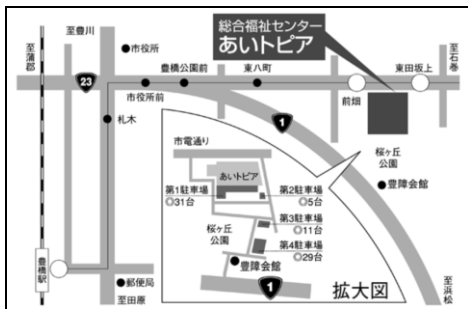 総合福祉センター
あいトピア
至豊川
至蒲郡
市役所
豊橋公園前
東八町
東田坂上
至石巻
23
市役所前
前畑
札木
1
桜ヶ丘
公園
豊障会館
市電通り
あいトピア
第1駐車場
◎31台
第2駐車場
◎5台
第3駐車場
◎11台
桜ヶ丘
公園
第4駐車場
◎29台
豊障会館
1
拡大図
豊橋駅
郵便局
至田原
至浜松